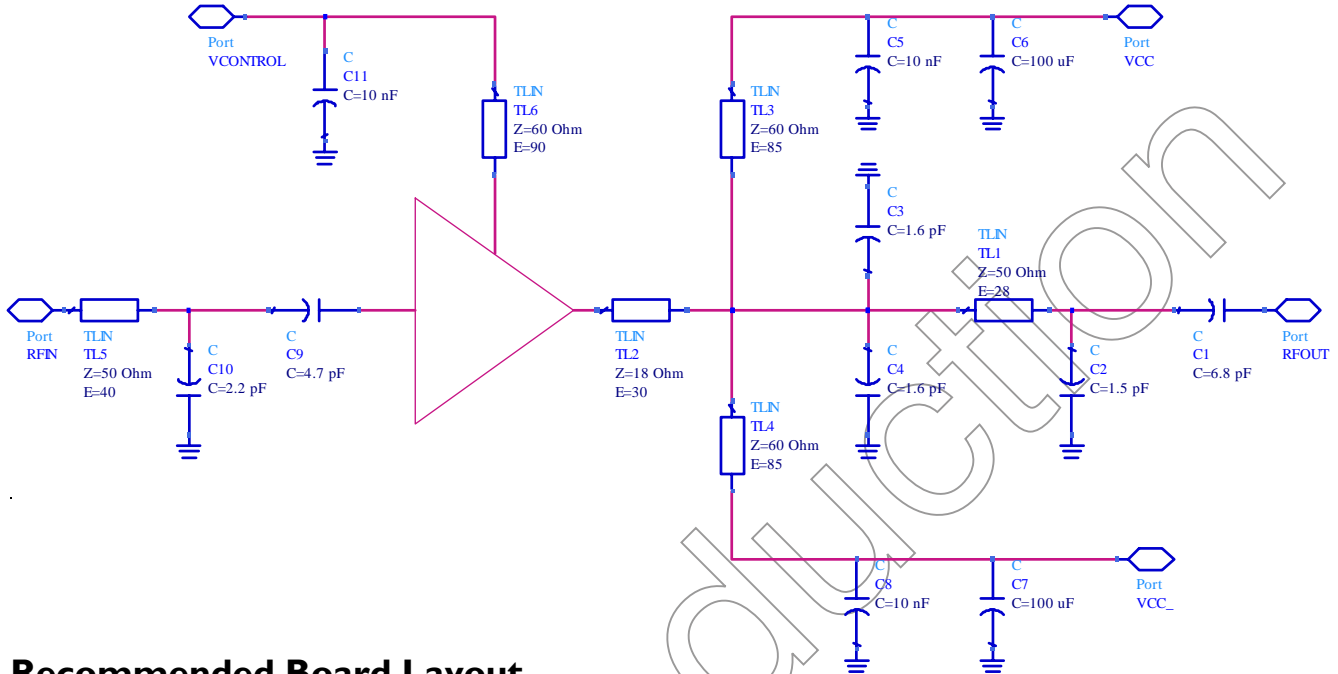 Port
VCONTROL
C
C11
C=10 nF
TLIN
TL6
Z=60 Ohm
E=90
TLIN
TL3
Z=60 Ohm
E=85
C
C5
C=10 nF
C
C6
C=100 uF
Port
VCC
C
C3
C=1.6 pF
TLIN
TL1
Z=50 Ohm
E=28
Port
RFIN
TLIN
TL5
Z=50 Ohm
E=40
C
C10
C=2.2 pF
C
C9
C=4.7 pF
TLIN
TL2
Z=18 Ohm
E=30
C
C4
C=1.6 pF
C
C2
C=1.5 pF
C
C1
C=6.8 pF
Port
RFOUT
TLIN
TL4
Z=60 Ohm
E=85
C
C8
C=10 nF
C
C7
C=100 uF
Port
VCC_
duction
Recommended Board Layout